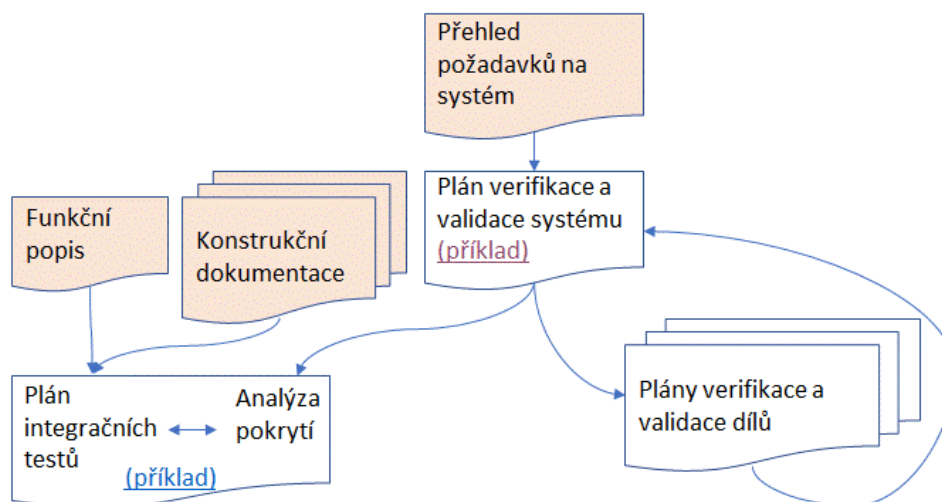 Přehled
požadavků na
systém
Plán verifikace a
validace systému
(příklad)
Funkční
popis
Konstrukční
dokumentace
Plán
integračních
testů
Analýza
pokrytí
(příklad)
Plány verifikace a
validace dílů